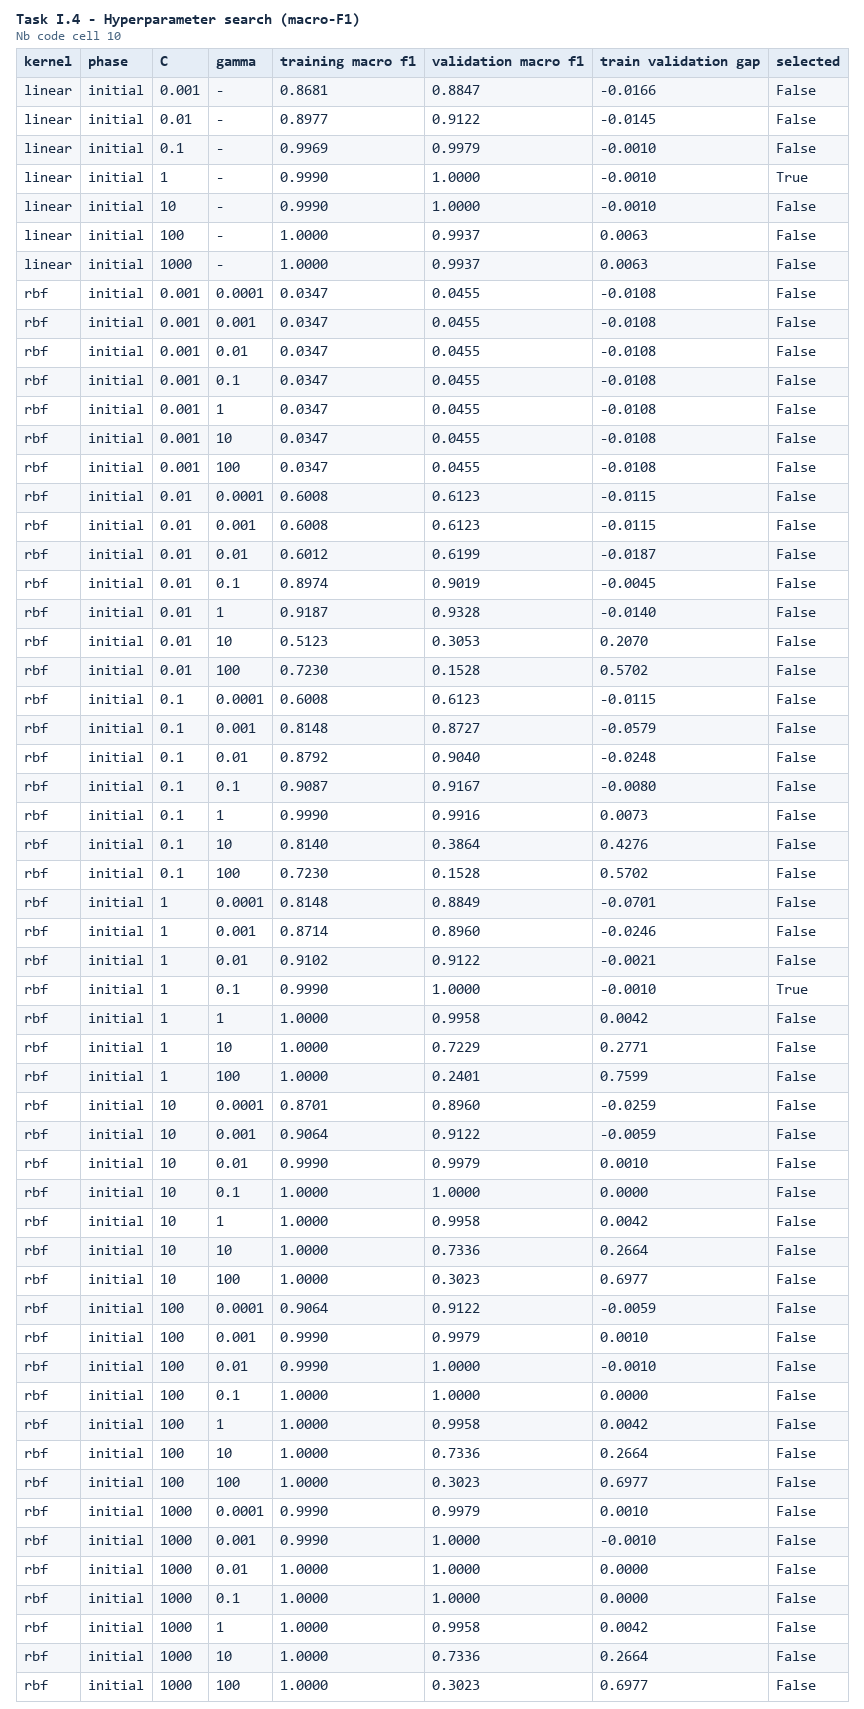 Task I.4 - Hyperparameter search (macro-F1)
Nb code cell 10
kernel phase C gamma training macro f1 validation macro f1 train validation gap selected
linear initial 0.001 - 0.8681 0.8847 -0.0166 False
linear initial 0.01 - 0.8977 0.9122 -0.0145 False
linear initial 0.1 - 0.9969 0.9979 -0.0010 False
linear initial 1 - 0.9990 1.0000 -0.0010 True
linear initial 10 - 0.9990 1.0000 -0.0010 False
linear initial 100 - 1.0000 0.9937 0.0063 False
linear initial 1000 - 1.0000 0.9937 0.0063 False
rbf initial 0.001 0.0001 0.0347 0.0455 -0.0108 False
rbf initial 0.001 0.001 0.0347 0.0455 -0.0108 False
rbf initial 0.001 0.01 0.0347 0.0455 -0.0108 False
rbf initial 0.001 0.1 0.0347 0.0455 -0.0108 False
rbf initial 0.001 1 0.0347 0.0455 -0.0108 False
rbf initial 0.001 10 0.0347 0.0455 -0.0108 False
rbf initial 0.001 100 0.0347 0.0455 -0.0108 False
rbf initial 0.01 0.0001 0.6008 0.6123 -0.0115 False
rbf initial 0.01 0.001 0.6008 0.6123 -0.0115 False
rbf initial 0.01 0.01 0.6012 0.6199 -0.0187 False
rbf initial 0.01 0.1 0.8974 0.9019 -0.0045 False
rbf initial 0.01 1 0.9187 0.9328 -0.0140 False
rbf initial 0.01 10 0.5123 0.3053 0.2070 False
rbf initial 0.01 100 0.7230 0.1528 0.5702 False
rbf initial 0.1 0.0001 0.6008 0.6123 -0.0115 False
rbf initial 0.1 0.001 0.8148 0.8727 -0.0579 False
rbf initial 0.1 0.01 0.8792 0.9040 -0.0248 False
rbf initial 0.1 0.1 0.9087 0.9167 -0.0080 False
rbf initial 0.1 1 0.9990 0.9916 0.0073 False
rbf initial 0.1 10 0.8140 0.3864 0.4276 False
rbf initial 0.1 100 0.7230 0.1528 0.5702 False
rbf initial 1 0.0001 0.8148 0.8849 -0.0701 False
rbf initial 1 0.001 0.8714 0.8960 -0.0246 False
rbf initial 1 0.01 0.9102 0.9122 -0.0021 False
rbf initial 1 0.1 0.9990 1.0000 -0.0010 True
rbf initial 1 1 1.0000 0.9958 0.0042 False
rbf initial 1 10 1.0000 0.7229 0.2771 False
rbf initial 1 100 1.0000 0.2401 0.7599 False
rbf initial 10 0.0001 0.8701 0.8960 -0.0259 False
rbf initial 10 0.001 0.9064 0.9122 -0.0059 False
rbf initial 10 0.01 0.9990 0.9979 0.0010 False
rbf initial 10 0.1 1.0000 1.0000 0.0000 False
rbf initial 10 1 1.0000 0.9958 0.0042 False
rbf initial 10 10 1.0000 0.7336 0.2664 False
rbf initial 10 100 1.0000 0.3023 0.6977 False
rbf initial 100 0.0001 0.9064 0.9122 -0.0059 False
rbf initial 100 0.001 0.9990 0.9979 0.0010 False
rbf initial 100 0.01 0.9990 1.0000 -0.0010 False
rbf initial 100 0.1 1.0000 1.0000 0.0000 False
rbf initial 100 1 1.0000 0.9958 0.0042 False
rbf initial 100 10 1.0000 0.7336 0.2664 False
rbf initial 100 100 1.0000 0.3023 0.6977 False
rbf initial 1000 0.0001 0.9990 0.9979 0.0010 False
rbf initial 1000 0.001 0.9990 1.0000 -0.0010 False
rbf initial 1000 0.01 1.0000 1.0000 0.0000 False
rbf initial 1000 0.1 1.0000 1.0000 0.0000 False
rbf initial 1000 1 1.0000 0.9958 0.0042 False
rbf initial 1000 10 1.0000 0.7336 0.2664 False
rbf initial 1000 100 1.0000 0.3023 0.6977 False